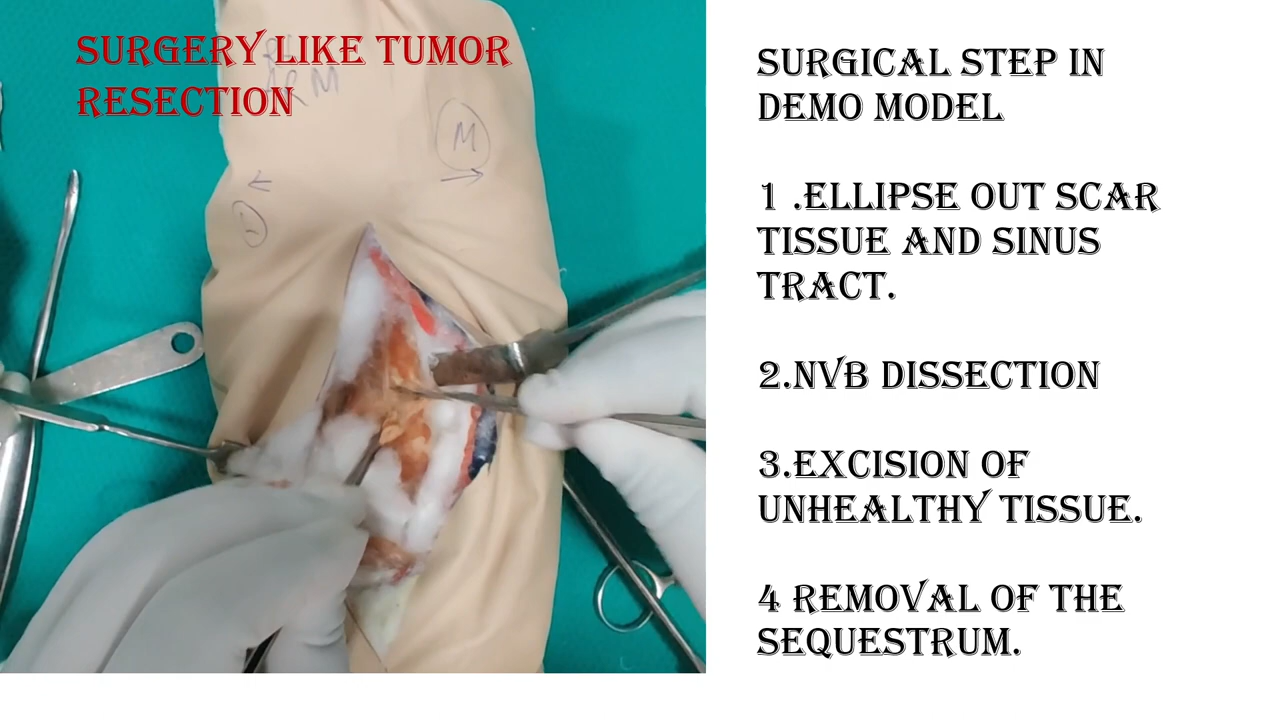 SURGERY LIKE TUMOR
RESECTION
ARM
M
SURGICAL STEP IN
DEMO MODEL
1 .ELLIPSE OUT SCAR
TISSUE AND SINUS
TRACT.
2.NVB DISSECTION
3.EXCISION OF
UNHEALTHY TISSUE.
4 REMOVAL OF THE
SEQUESTRUM.